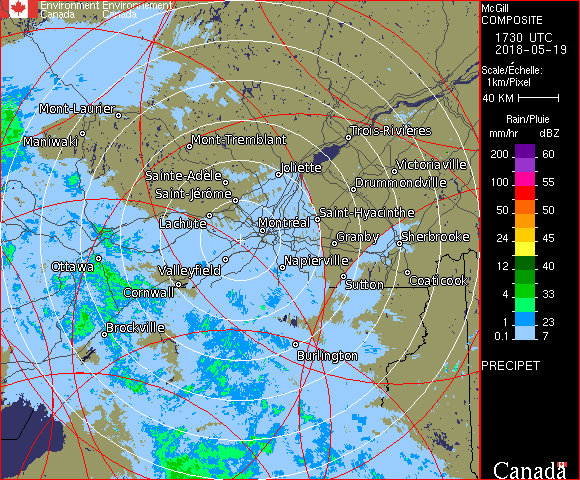 Environment Environnement
Canada Canada
McGill
COMPOSITE
1730 UTC
2018-05-19
Scale/Échelle:
1km/Pixel
40 KM
Rain/Pluie
mm/hr dBZ
200 60
100 55
50 50
24 45
12 40
4 33
1 23
0.1 7
PRECIPET
Canada
Mont-Laurier
Maniwaki
Mont-Tremblant
Trois-Rivières
Sainte-Adèle
Joliette
Victoriaville
Saint-Jérôme
Drummondville
Lachute
Montréal
Saint-Hyacinthe
Granby
Sherbrooke
Ottawa
Valleyfield
Napierville
Cornwall
Sutton
Coaticook
Brockville
Burlington